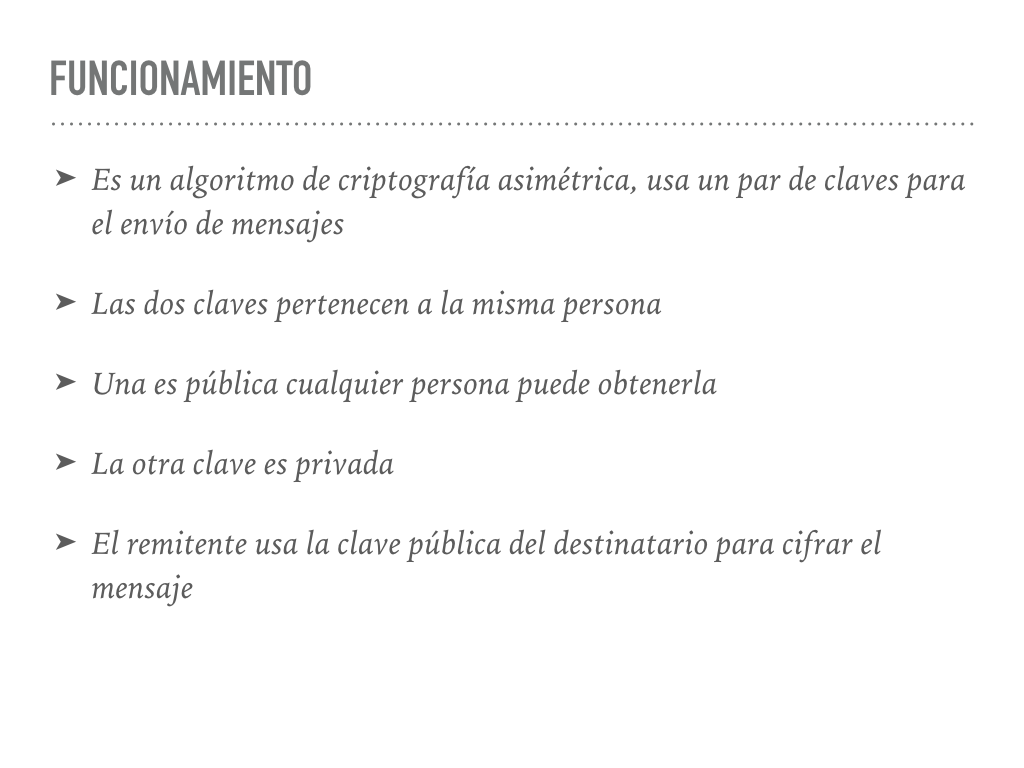 FUNCIONAMIENTO
➤ Es un algoritmo de criptografía asimétrica, usa un par de claves para
el envío de mensajes
➤ Las dos claves pertenecen a la misma persona
➤ Una es pública cualquier persona puede obtenerla
➤ La otra clave es privada
➤ El remitente usa la clave pública del destinatario para cifrar el
mensaje